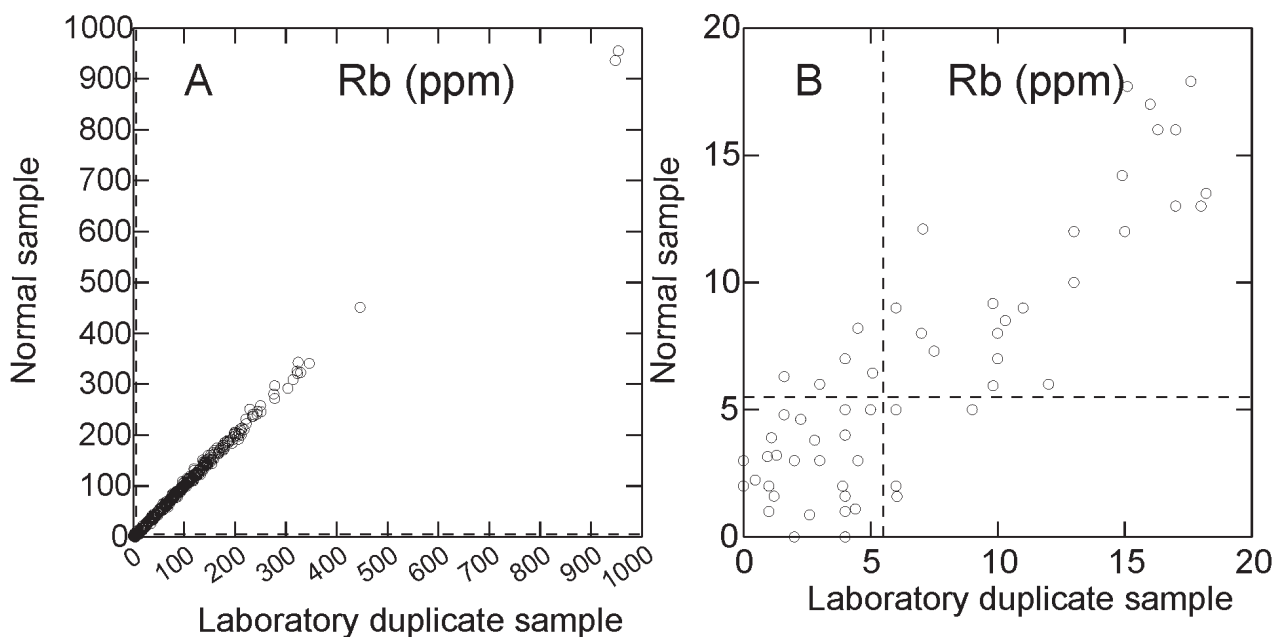 A Rb (ppm)
Normal sample
1000
900
800
700
600
500
400
300
200
100
0
0 100 200 300 400 500 600 700 800 900 1000
Laboratory duplicate sample
B Rb (ppm)
Normal sample
20
15
10
5
0
0 5 10 15 20
Laboratory duplicate sample